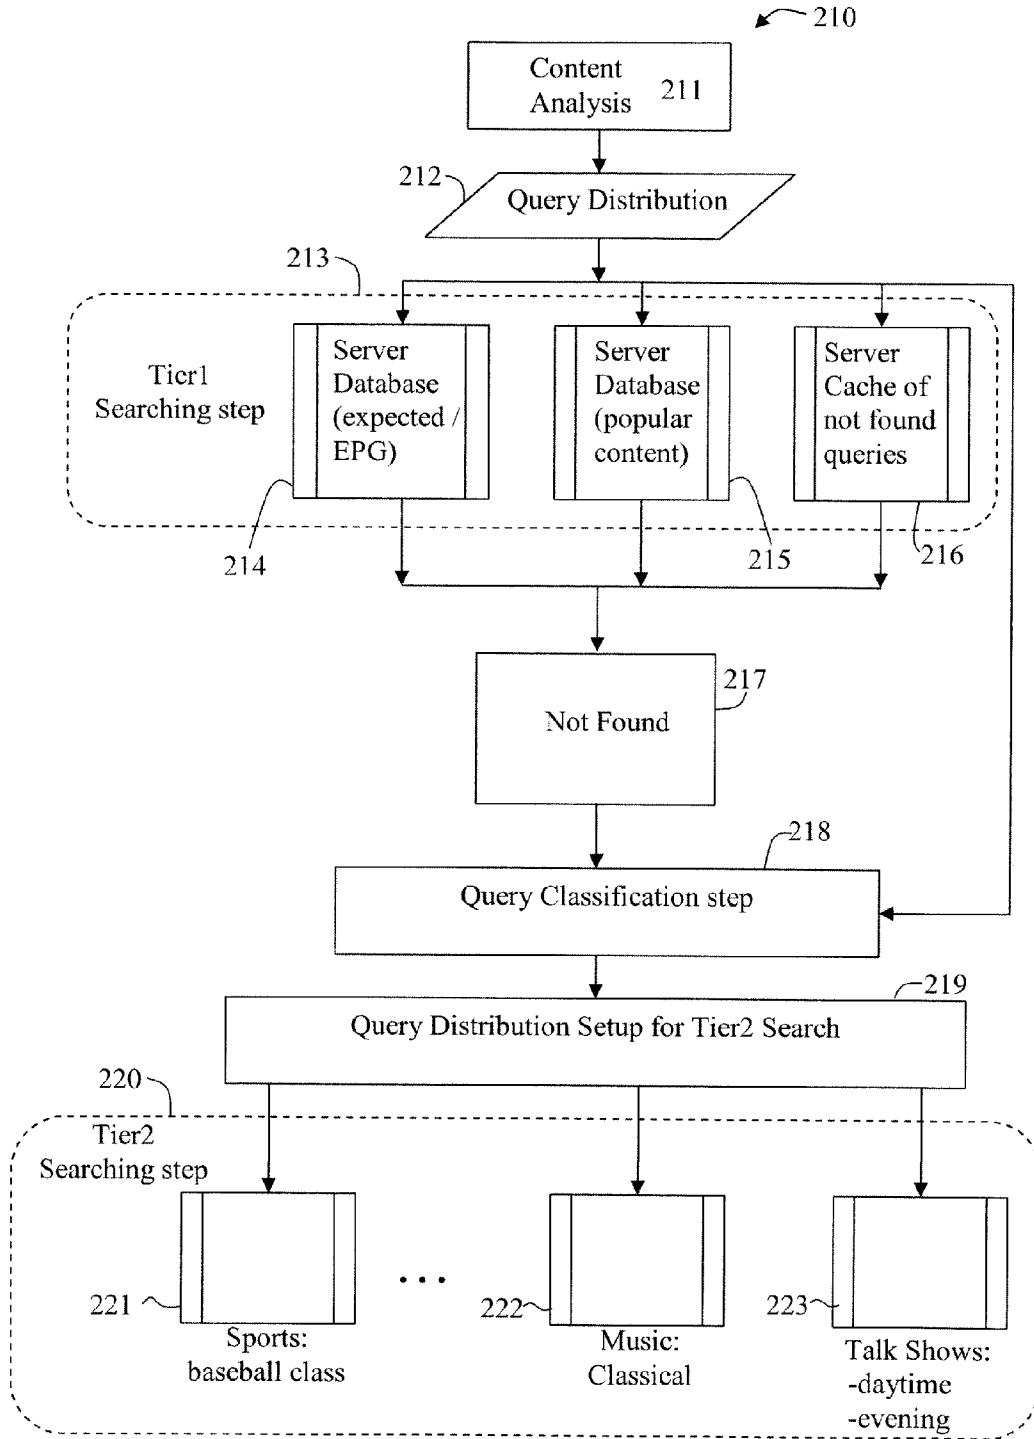 210
Content
Analysis 211
212
Query Distribution
213
Tier1
Searching step
Server
Database
(expected /
EPG)
Server
Database
(popular
content)
Server
Cache of
not found
queries
214
215
216
217
Not Found
218
Query Classification step
219
Query Distribution Setup for Tier2 Search
220
Tier2
Searching step
221
...
222
223
Sports:
baseball class
Music:
Classical
Talk Shows:
-daytime
-evening